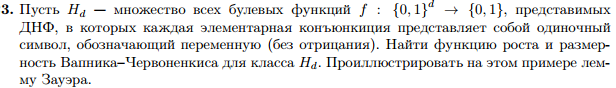 3. Пусть H_d — множество всех булевых функций f : {0,1}^d → {0,1}, представимых
ДНФ, в которых каждая элементарная конъюнкиция представляет собой одиночный
символ, обозначающий переменную (без отрицания). Найти функцию роста и размер-
ность Вапника–Червоненкиса для класса H_d. Проиллюстрировать на этом примере лем-
му Зауэра.